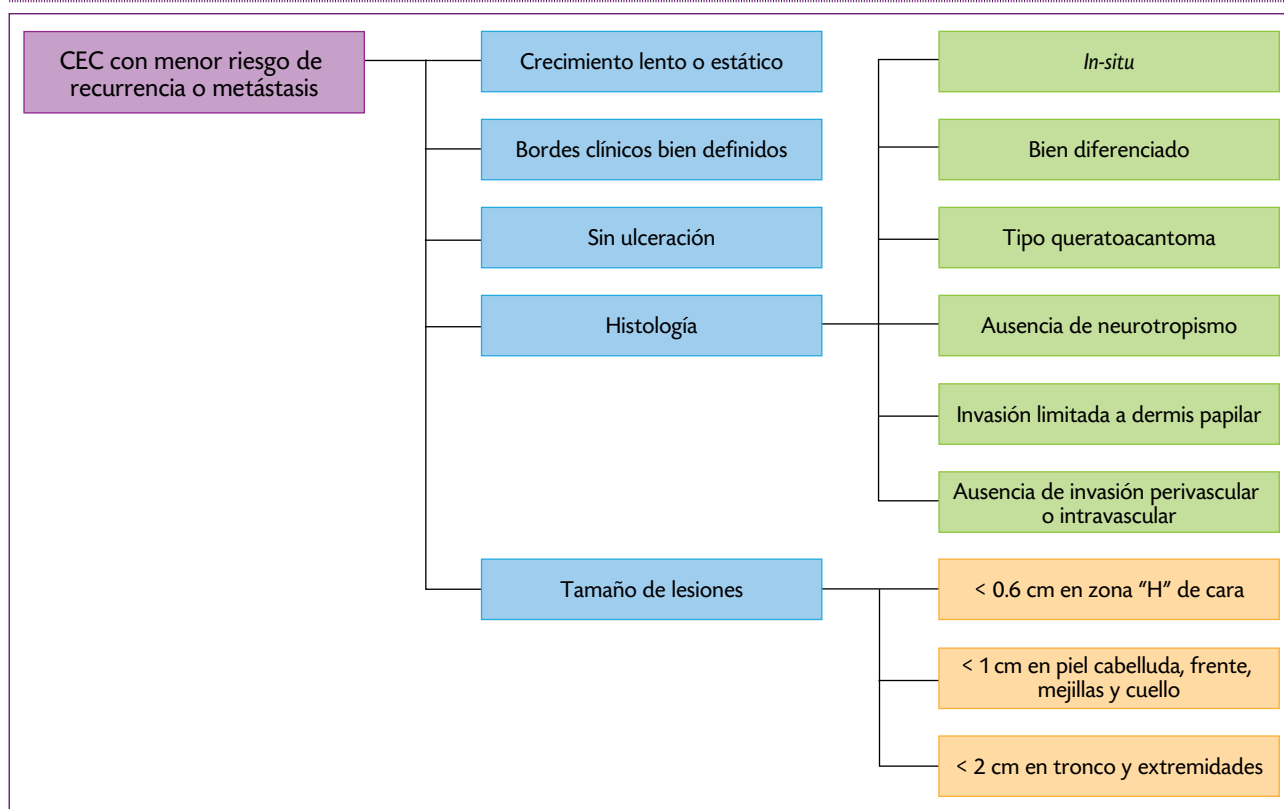 CEC con menor riesgo de
recurrencia o metástasis
Crecimiento lento o estático
Bordes clínicos bien definidos
Sin ulceración
Histología
In-situ
Bien diferenciado
Tipo queratoacantoma
Ausencia de neurotropismo
Invasión limitada a dermis papilar
Ausencia de invasión perivascular
o intravascular
Tamaño de lesiones
< 0.6 cm en zona "H" de cara
< 1 cm en piel cabelluda, frente,
mejillas y cuello
< 2 cm en tronco y extremidades